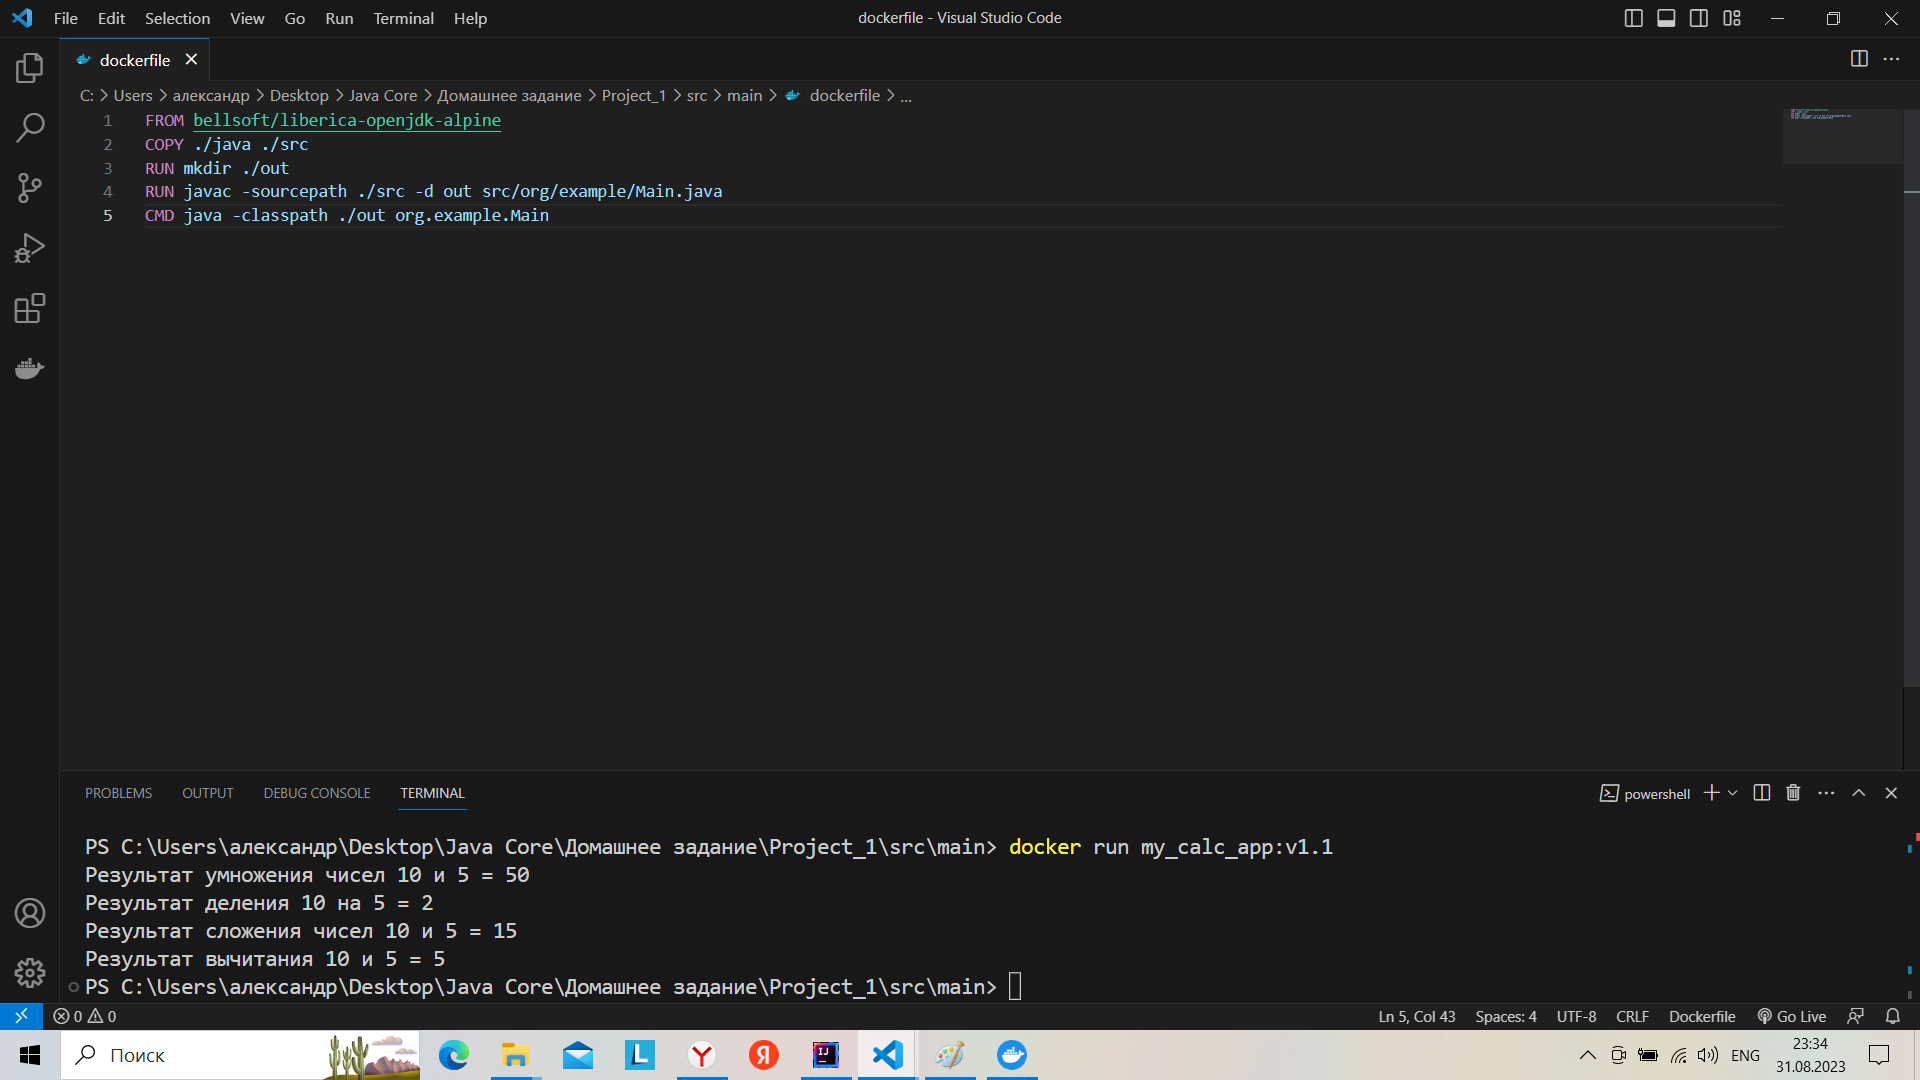 File Edit Selection View Go Run Terminal Help
dockerfile - Visual Studio Code
dockerfile
C: > Users > александр > Desktop > Java Core > Домашнее задание > Project_1 > src > main > dockerfile > ...
1 FROM bellsoft/liberica-openjdk-alpine
2 COPY ./java ./src
3 RUN mkdir ./out
4 RUN javac -sourcepath ./src -d out src/org/example/Main.java
5 CMD java -classpath ./out org.example.Main
PROBLEMS OUTPUT DEBUG CONSOLE TERMINAL
powershell
PS C:\Users\александр\Desktop\Java Core\Домашнее задание\Project_1\src\main> docker run my_calc_app:v1.1
Результат умножения чисел 10 и 5 = 50
Результат деления 10 на 5 = 2
Результат сложения чисел 10 и 5 = 15
Результат вычитания 10 и 5 = 5
PS C:\Users\александр\Desktop\Java Core\Домашнее задание\Project_1\src\main>
0 0
Ln 5, Col 43 Spaces: 4 UTF-8 CRLF Dockerfile Go Live
Поиск
L
Y
Я
IJ
ENG
23:34
31.08.2023